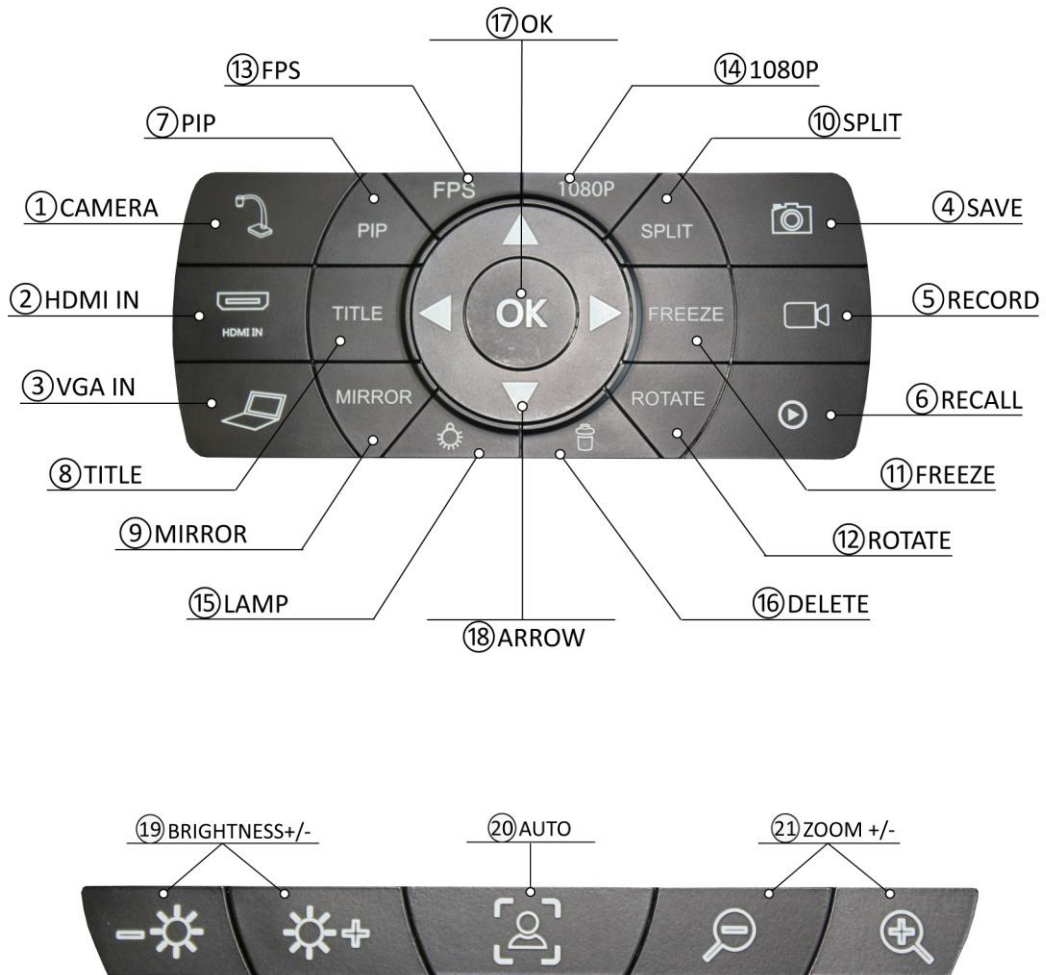 ⑰OK
⑬FPS
⑭1080P
⑦PIP
⑩SPLIT
①CAMERA
④SAVE
②HDMI IN
⑤RECORD
③VGA IN
⑥RECALL
FPS
1080P
PIP
SPLIT
HDMI IN
TITLE
OK
FREEZE
MIRROR
ROTATE
⑧TITLE
⑪FREEZE
⑨MIRROR
⑫ROTATE
⑮LAMP
⑯DELETE
⑱ARROW
⑲BRIGHTNESS+/-
⑳AUTO
㉑ZOOM +/-